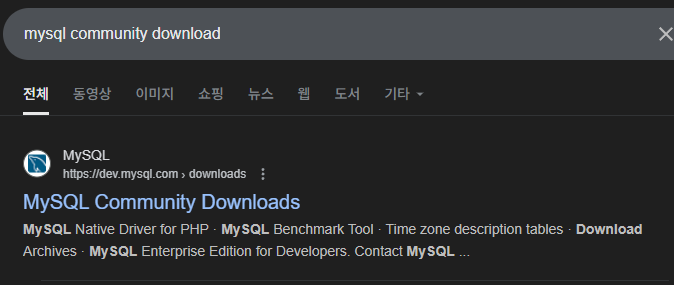 mysql community download
전체 동영상 이미지 쇼핑 뉴스 웹 도서 기타
MySQL
https://dev.mysql.com › downloads
MySQL Community Downloads
MySQL Native Driver for PHP · MySQL Benchmark Tool · Time zone description tables · Download
Archives · MySQL Enterprise Edition for Developers. Contact MySQL ...